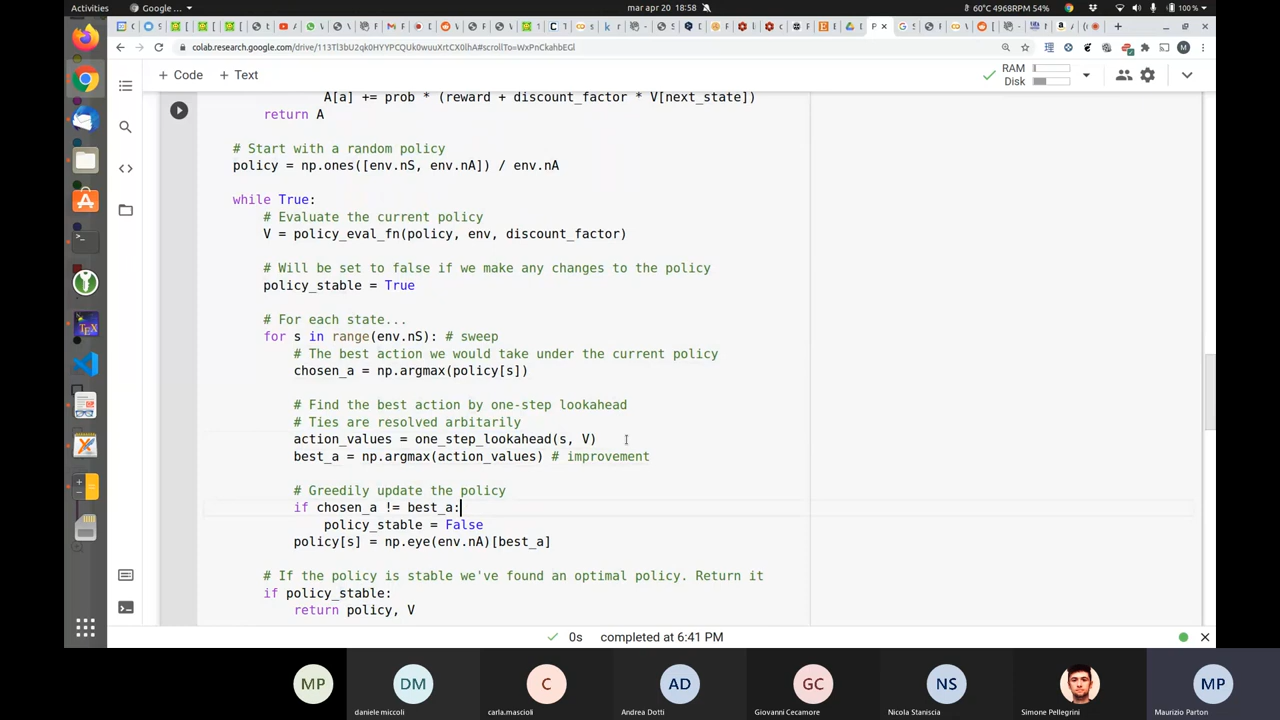 Activities
Google ...
mar apr 20 18:58
60°C 4968RPM 54%
100 %
colab.research.google.com/drive/113Tl3bU2qk0HYYPCQUk0wuuXrtCX0lhA#scrollTo=WxPnCkahbEGl
+ Code + Text
RAM
Disk
A[a] += prob * (reward + discount_factor * V[next_state])
return A
# Start with a random policy
policy = np.ones([env.nS, env.nA]) / env.nA
while True:
# Evaluate the current policy
V = policy_eval_fn(policy, env, discount_factor)
# Will be set to false if we make any changes to the policy
policy_stable = True
# For each state...
for s in range(env.nS): # sweep
# The best action we would take under the current policy
chosen_a = np.argmax(policy[s])
# Find the best action by one-step lookahead
# Ties are resolved arbitarily
action_values = one_step_lookahead(s, V)
best_a = np.argmax(action_values) # improvement
# Greedily update the policy
if chosen_a != best_a:
policy_stable = False
policy[s] = np.eye(env.nA)[best_a]
# If the policy is stable we've found an optimal policy. Return it
if policy_stable:
return policy, V
0s completed at 6:41 PM
MP
DM
C
AD
GC
NS
MP
daniele miccoli
carla.mascioli
Andrea Dotti
Giovanni Cecamore
Nicola Staniscia
Simone Pellegrini
Maurizio Parton